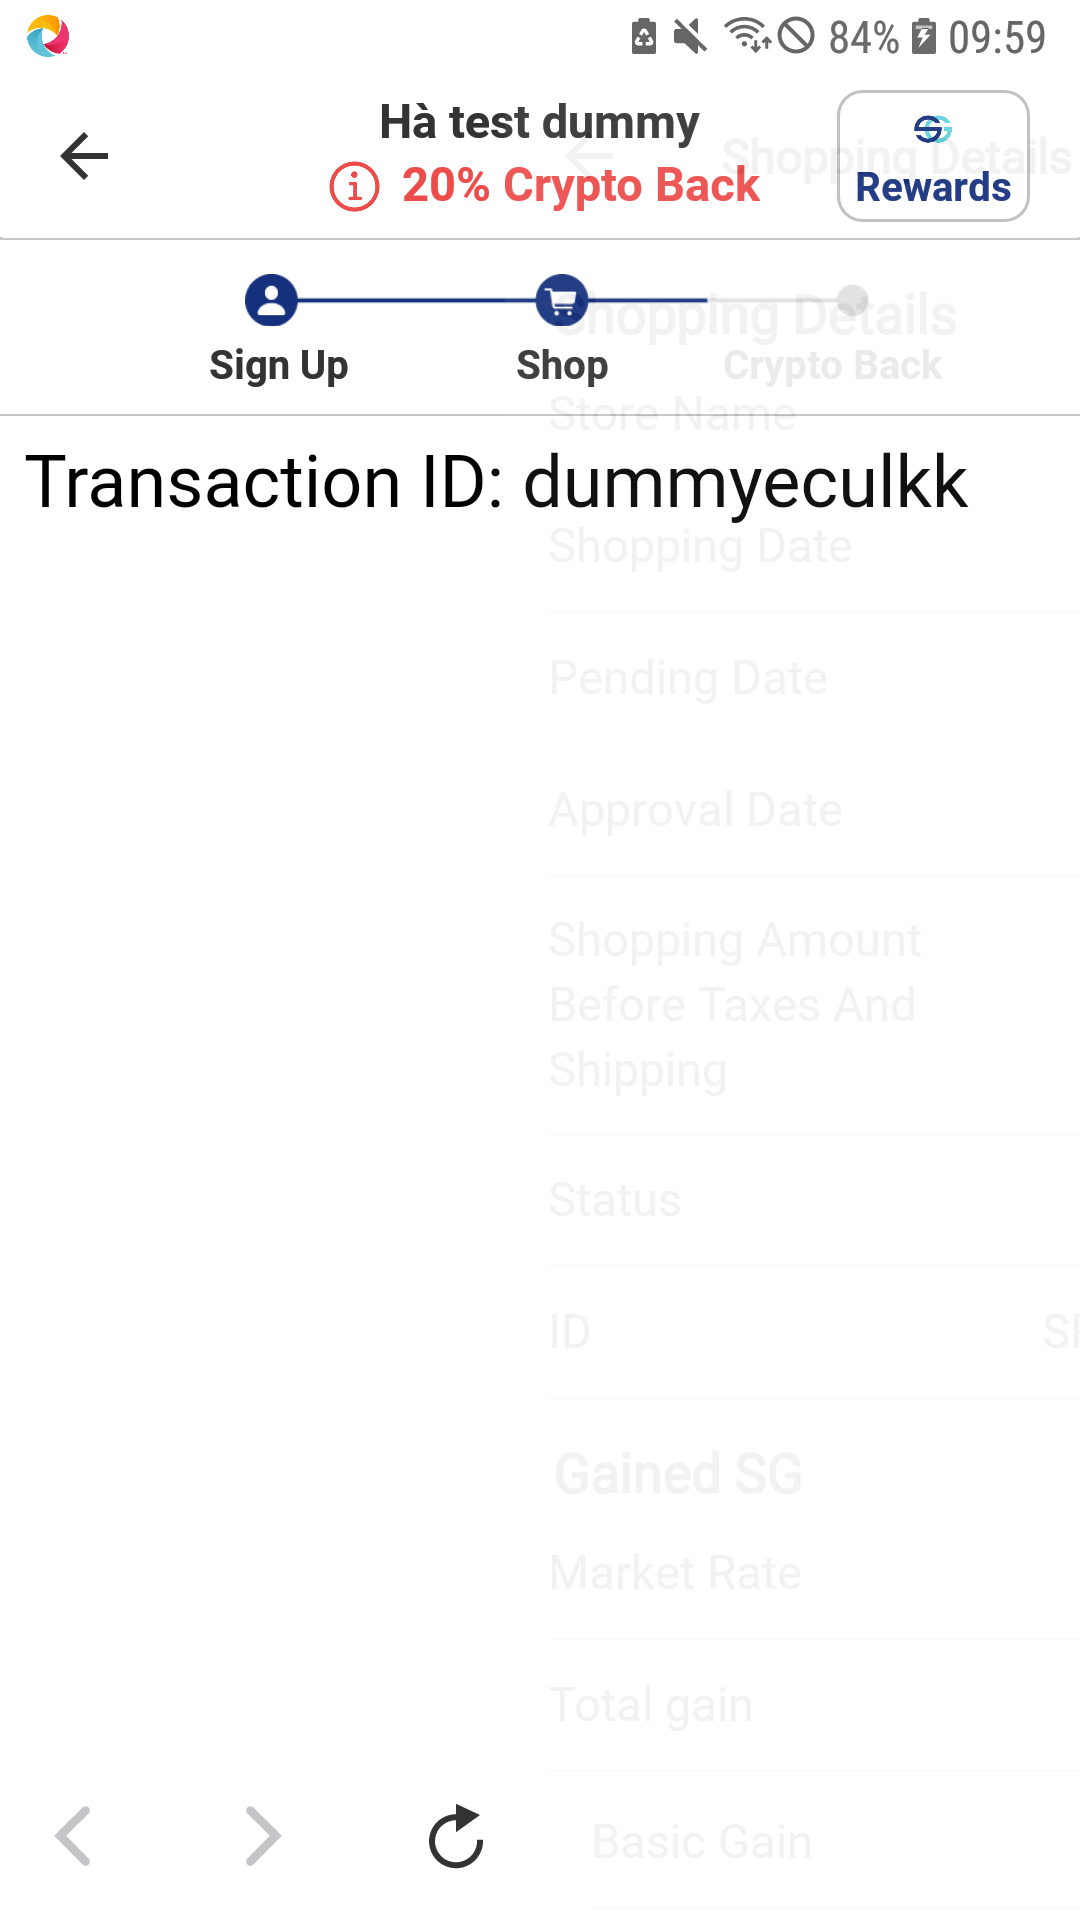 84% 09:59
Hà test dummy
20% Crypto Back
Rewards
Shopping Details
Sign Up
Shop
Crypto Back
Shopping Details
Store Name
Transaction ID: dummyeculkk
Shopping Date
Pending Date
Approval Date
Shopping Amount
Before Taxes And
Shipping
Status
ID
Gained SG
Market Rate
Total gain
Basic Gain